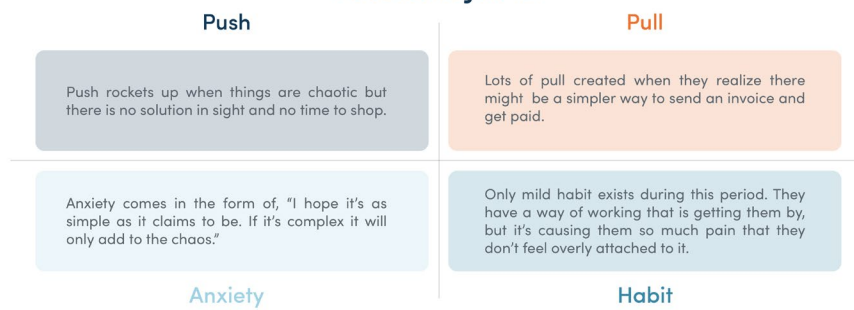 Push
Pull
Push rockets up when things are chaotic but
there is no solution in sight and no time to shop.
Lots of pull created when they realize there
might be a simpler way to send an invoice and
get paid.
Anxiety comes in the form of, “I hope it’s as
simple as it claims to be. If it’s complex it will
only add to the chaos.”
Only mild habit exists during this period. They
have a way of working that is getting them by,
but it’s causing them so much pain that they
don’t feel overly attached to it.
Anxiety
Habit